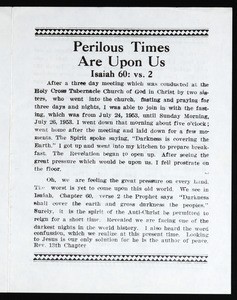 Perilous Times
Are Upon Us
Isaiah 60: vs. 2
After a three day meeting which was conducted at the
Holy Cross Tabernacle Church of God in Christ by two sis-
ters, who went into the church, fasting and praying for
three days and nights, I was able to join in with the fast-
ing, which was from July 24, 1953, until Sunday Morning,
July 26, 1953. I went down that morning about five o'clock;
went home after the meeting and laid down for a few mo-
ments. The Spirit spoke, saying, "Darkness is covering the
Earth." I got up and went into my kitchen to prepare break-
fast. The Revelation began to open up. After seeing the
great pressure which would be upon us. I fell prostrate on
the floor.
Oh, we are feeling the great pressure on every hand.
The worst is yet to come upon this old world. We see in
Isaiah, Chapter 60, verse 2 the Prophet says "Darkness
shall cover the earth and gross darkness the peoples."
Surely, it is the spirit of the Anti-Christ be permitted to
reign for a short time. Revealed we are facing one of the
darkest nights in the world history. I also heard the word
confusion, which we realize at this present time. Looking
to Jesus is our only solution for he is the author of peace.
Rev. 13th Chapter